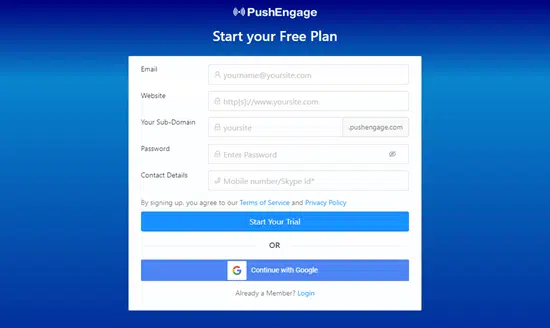 PushEngage
Start your Free Plan
Email
yourname@yoursite.com
Website
http(s)://www.yoursite.com
Your Sub-Domain
yoursite
.pushengage.com
Password
Enter Password
Contact Details
Mobile number/Skype Id*
By signing up, you agree to our Terms of Service and Privacy Policy
Start Your Trial
OR
Continue with Google
Already a Member? Login